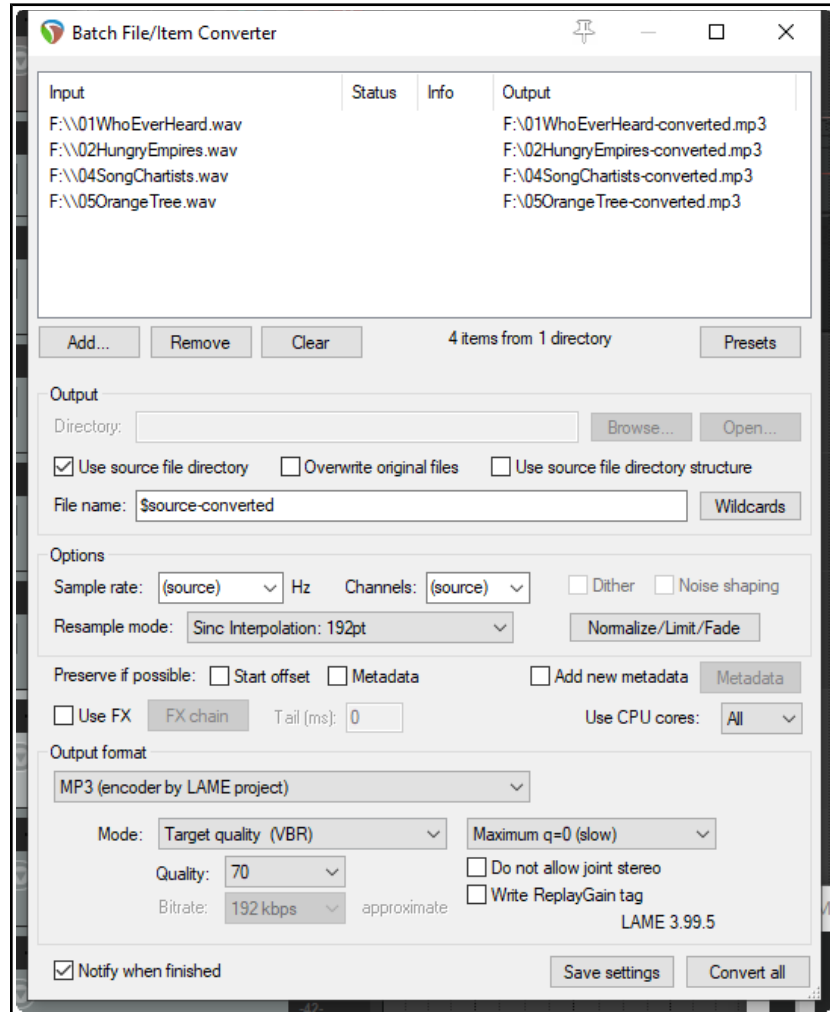 Batch File/Item Converter
Input Status Info Output
F:\\01WhoEverHeard.wav F:\01WhoEverHeard-converted.mp3
F:\\02HungryEmpires.wav F:\02HungryEmpires-converted.mp3
F:\\04SongChartists.wav F:\04SongChartists-converted.mp3
F:\\05OrangeTree.wav F:\05OrangeTree-converted.mp3
Add... Remove Clear 4 items from 1 directory Presets
Output
Directory: Browse... Open...
Use source file directory Overwrite original files Use source file directory structure
File name: $source-converted Wildcards
Options
Sample rate: (source) Hz Channels: (source) Dither Noise shaping
Resample mode: Sinc Interpolation: 192pt Normalize/Limit/Fade
Preserve if possible: Start offset Metadata Add new metadata Metadata
Use FX FX chain Tail (ms): 0 Use CPU cores: All
Output format
MP3 (encoder by LAME project)
Mode: Target quality (VBR) Maximum q=0 (slow)
Quality: 70 Do not allow joint stereo
Bitrate: 192 kbps approximate Write ReplayGain tag
LAME 3.99.5
Notify when finished Save settings Convert all
-42-